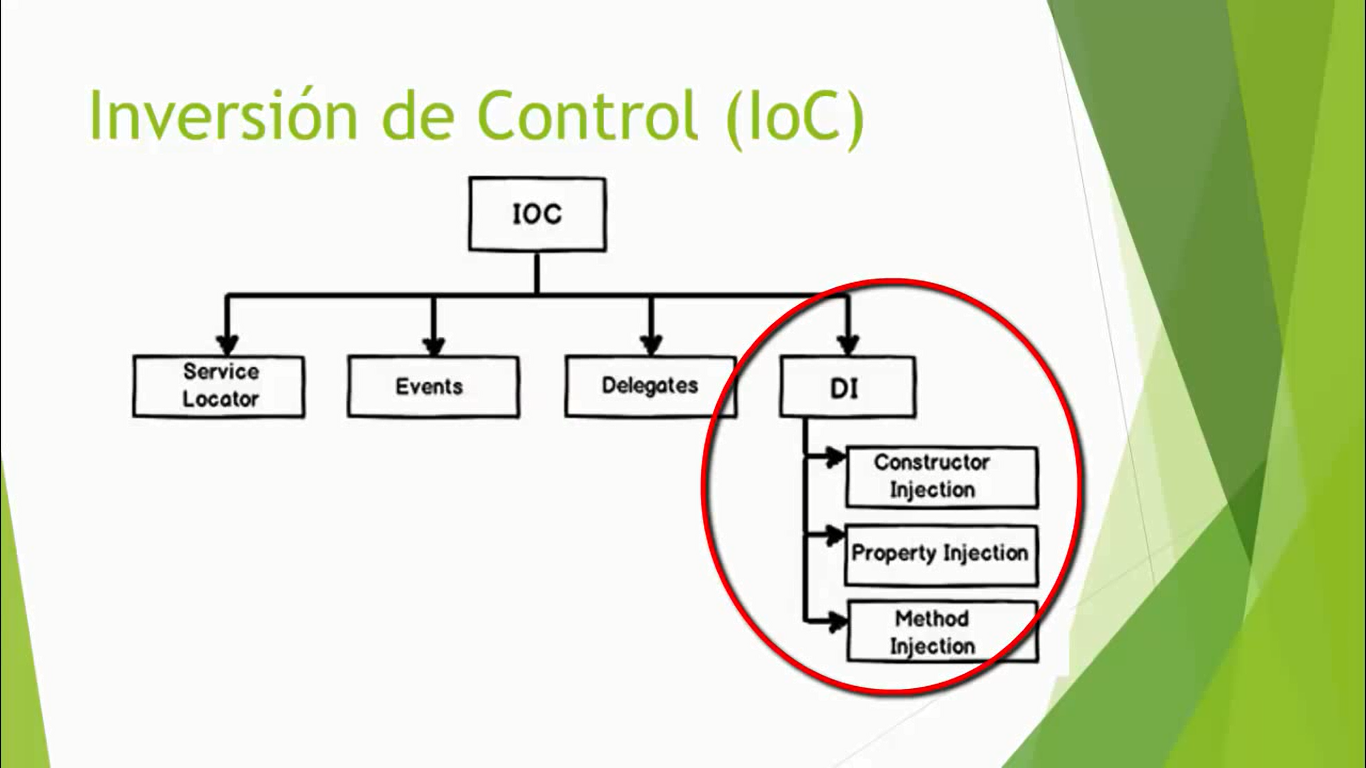 Inversión de Control (IoC)
IOC
Service
Locator
Events
Delegates
DI
Constructor
Injection
Property Injection
Method
Injection